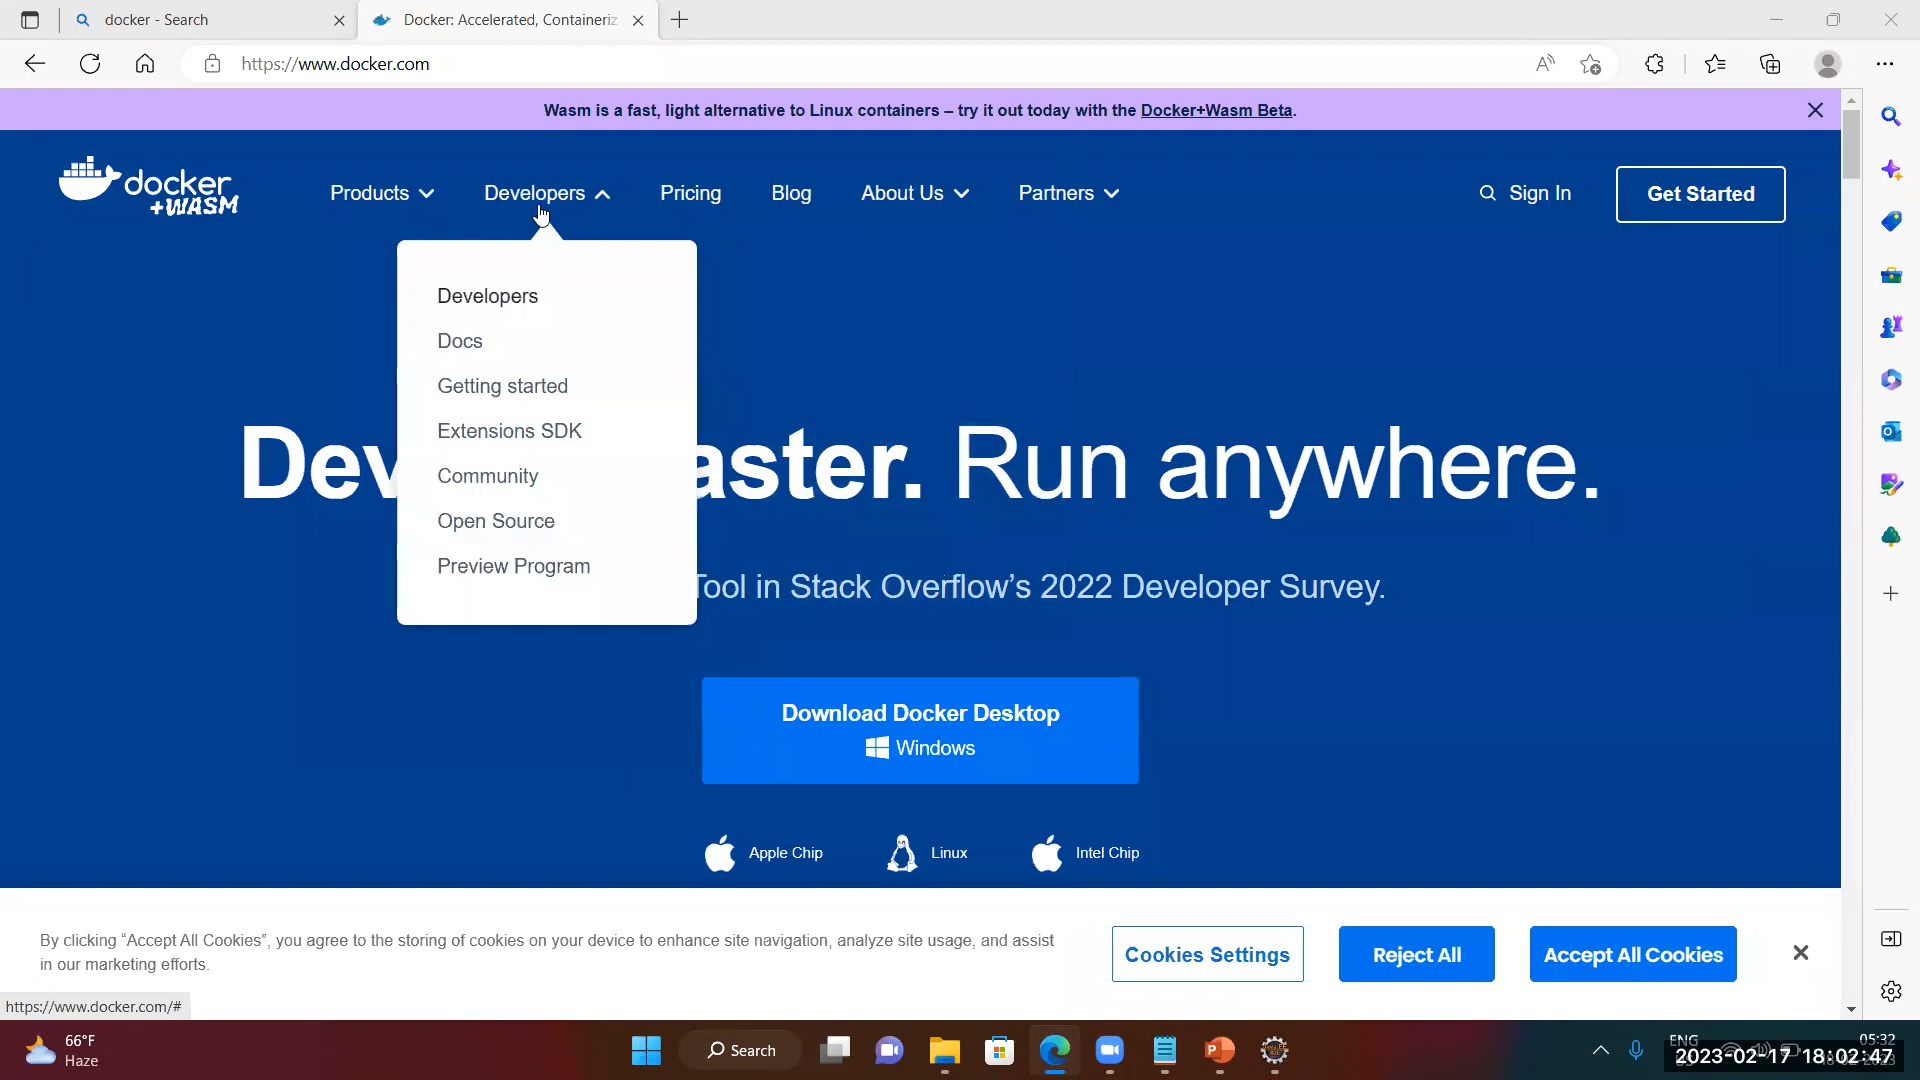 docker - Search
Docker: Accelerated, Containeriz
https://www.docker.com
Wasm is a fast, light alternative to Linux containers – try it out today with the Docker+Wasm Beta.
docker
+WASM
Products
Developers
Pricing
Blog
About Us
Partners
Sign In
Get Started
Developers
Docs
Getting started
Extensions SDK
Community
Open Source
Preview Program
Dev aster. Run anywhere.
Tool in Stack Overflow’s 2022 Developer Survey.
Download Docker Desktop
Windows
Apple Chip
Linux
Intel Chip
By clicking “Accept All Cookies”, you agree to the storing of cookies on your device to enhance site navigation, analyze site usage, and assist
in our marketing efforts.
Cookies Settings
Reject All
Accept All Cookies
https://www.docker.com/#
66°F
Haze
Search
ENG
05:32
2023-02-17 18:02:47